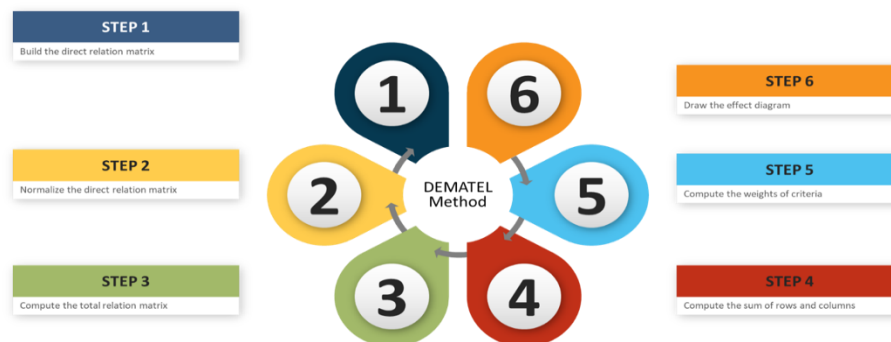 STEP 1
Build the direct relation matrix
STEP 2
Normalize the direct relation matrix
STEP 3
Compute the total relation matrix
1
6
2
DEMATEL
Method
5
3
4
STEP 6
Draw the effect diagram
STEP 5
Compute the weights of criteria
STEP 4
Compute the sum of rows and columns